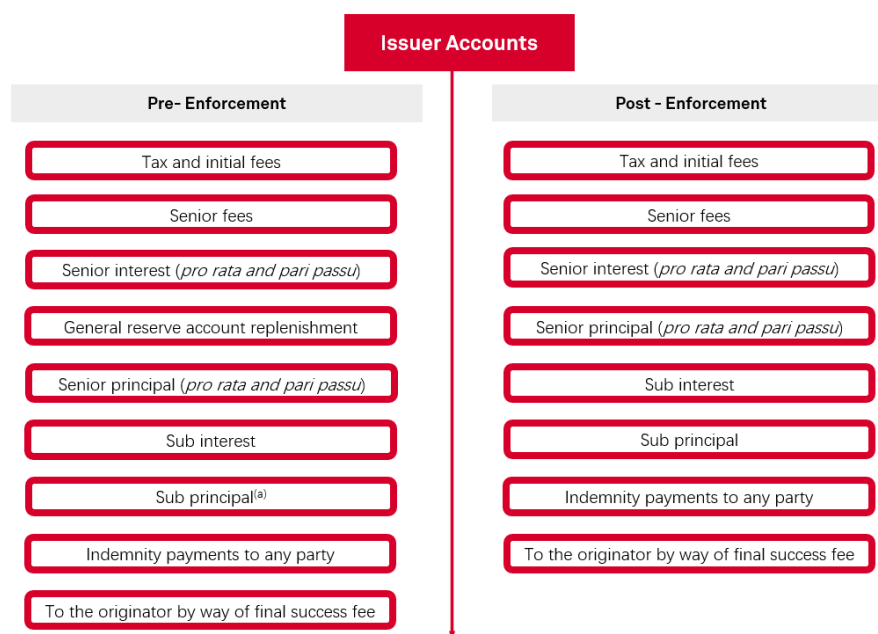 Issuer Accounts
Pre- Enforcement
Tax and initial fees
Senior fees
Senior interest (pro rata and pari passu)
General reserve account replenishment
Senior principal (pro rata and pari passu)
Sub interest
Sub principal(a)
Indemnity payments to any party
To the originator by way of final success fee
Post - Enforcement
Tax and initial fees
Senior fees
Senior interest (pro rata and pari passu)
Senior principal (pro rata and pari passu)
Sub interest
Sub principal
Indemnity payments to any party
To the originator by way of final success fee